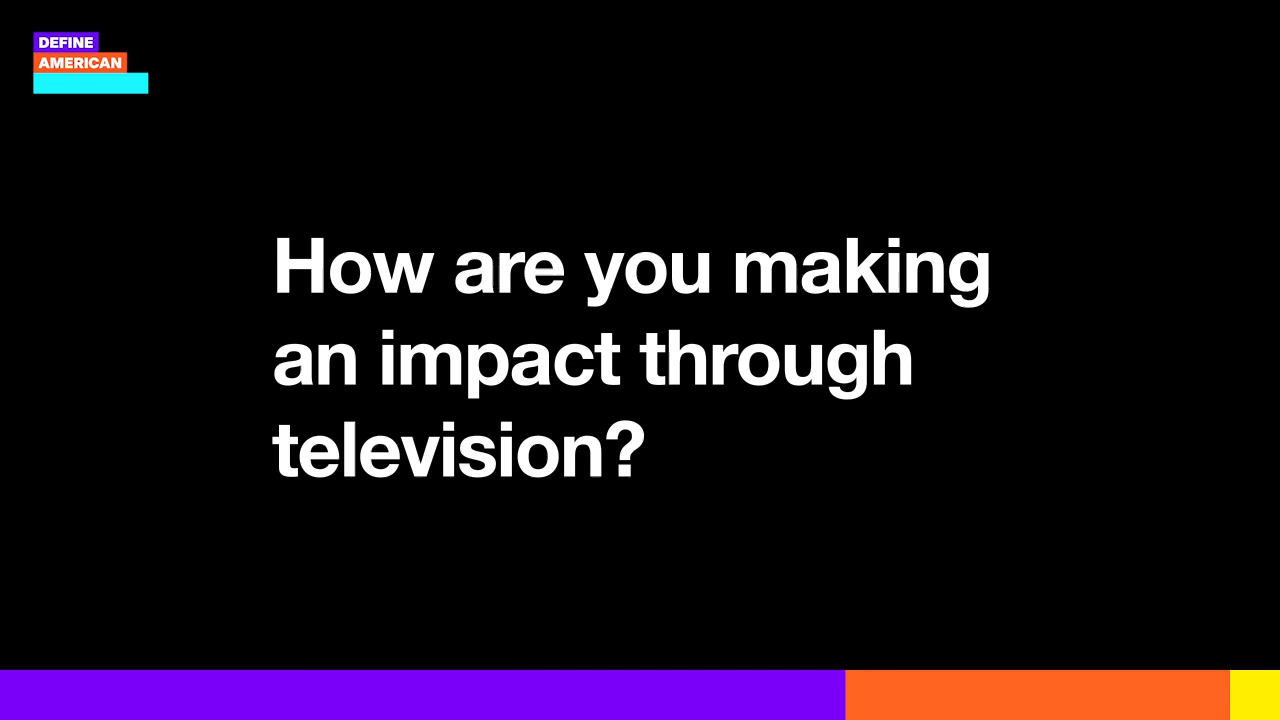 DEFINE
AMERICAN
How are you making
an impact through
television?